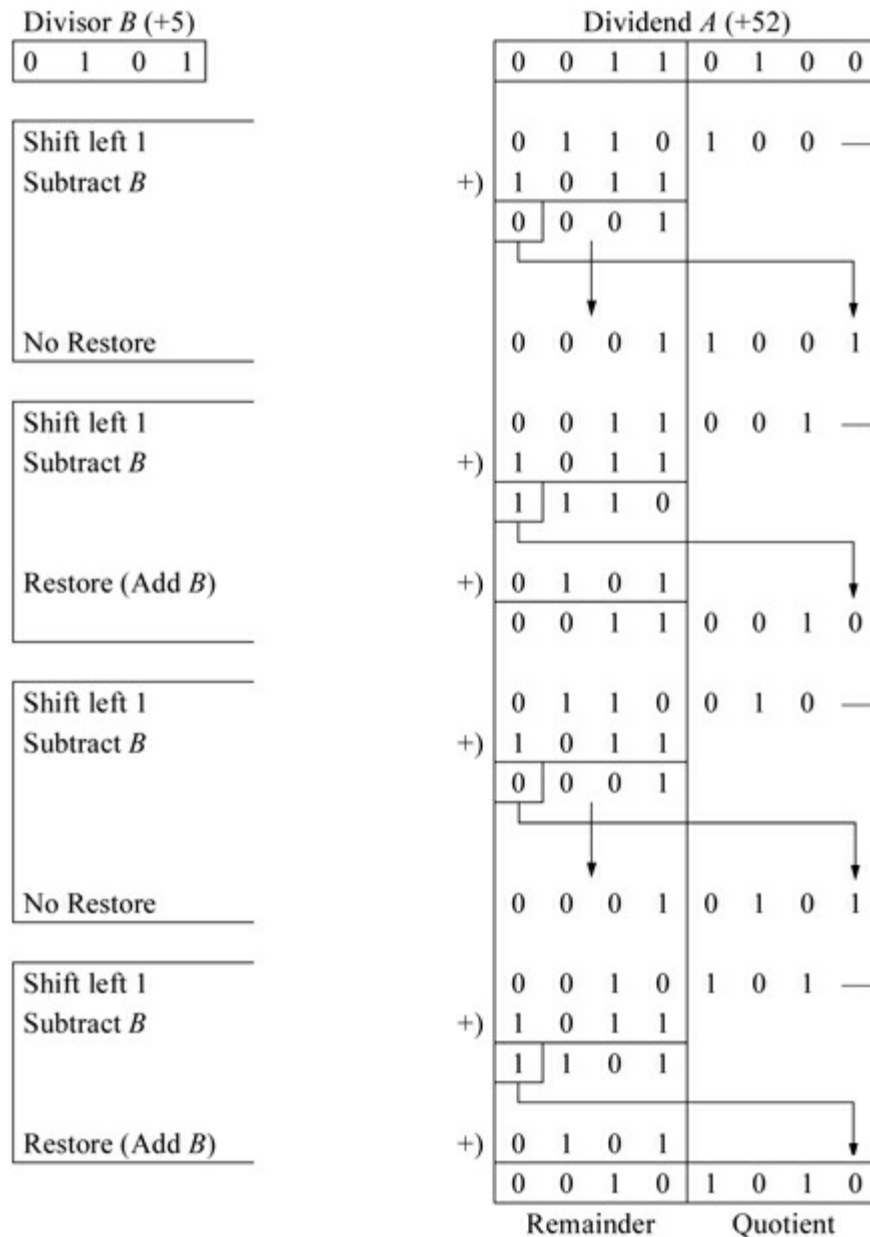 Divisor B (+5) Dividend A (+52)
0 1 0 1 0 0 1 1 0 1 0 0
Shift left 1 0 1 1 0 1 0 0 —
Subtract B +) 1 0 1 1
0 0 0 1
No Restore 0 0 0 1 1 0 0 1
Shift left 1 0 0 1 1 0 0 1 —
Subtract B +) 1 0 1 1
1 1 1 0
Restore (Add B) +) 0 1 0 1
0 0 1 1 0 0 1 0
Shift left 1 0 1 1 0 0 1 0 —
Subtract B +) 1 0 1 1
0 0 0 1
No Restore 0 0 0 1 0 1 0 1
Shift left 1 0 0 1 0 1 0 1 —
Subtract B +) 1 0 1 1
1 1 0 1
Restore (Add B) +) 0 1 0 1
0 0 1 0 1 0 1 0
Remainder Quotient